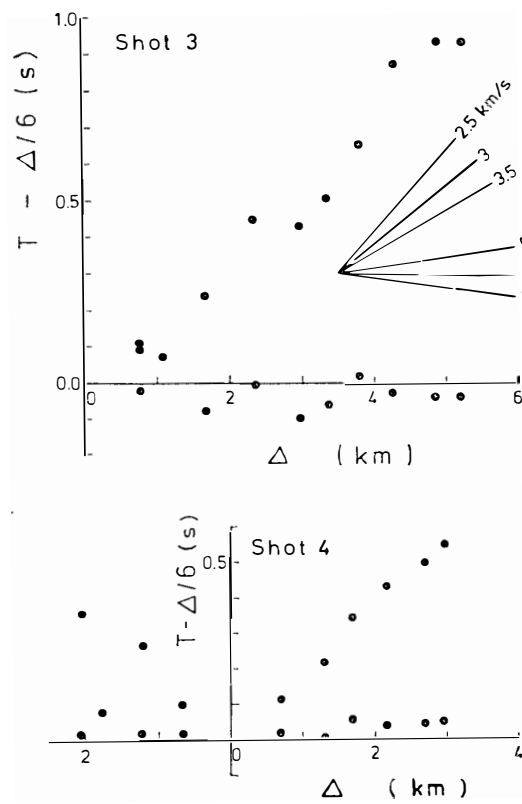 Shot 3
T - Δ/6 (s)
1.0
0.5
0.0
2.5 km/s
3
3.5
0 2 4 6
Δ (km)
Shot 4
T-Δ/6 (s)
0.5
2 0 2 4
Δ (km)